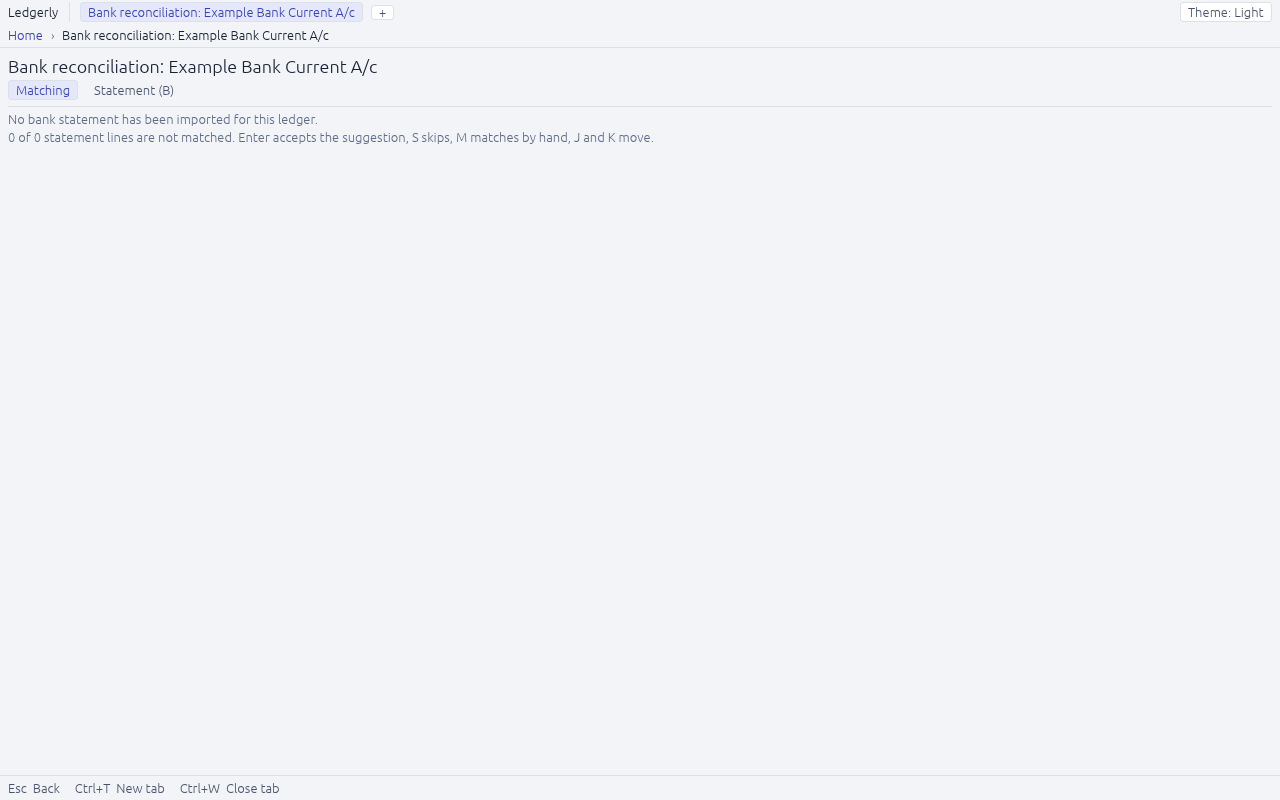 Ledgerly
Bank reconciliation: Example Bank Current A/c
+
Theme: Light
Home › Bank reconciliation: Example Bank Current A/c
Bank reconciliation: Example Bank Current A/c
Matching
Statement (B)
No bank statement has been imported for this ledger.
0 of 0 statement lines are not matched. Enter accepts the suggestion, S skips, M matches by hand, J and K move.
Esc Back Ctrl+T New tab Ctrl+W Close tab